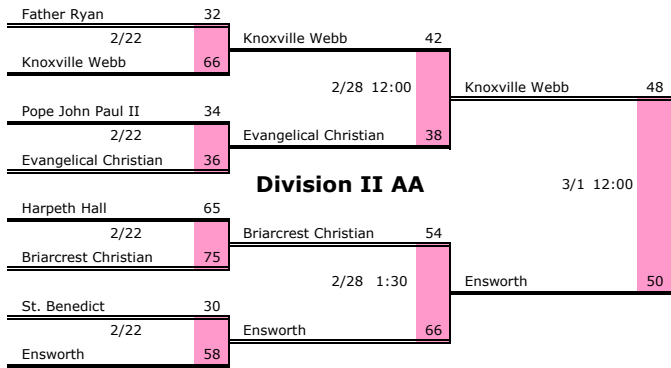 Father Ryan 32
2/22
Knoxville Webb 66
Knoxville Webb 42
2/28 12:00
Knoxville Webb 48
Pope John Paul II 34
2/22
Evangelical Christian 36
Evangelical Christian 38
Division II AA
3/1 12:00
Harpeth Hall 65
2/22
Briarcrest Christian 75
Briarcrest Christian 54
2/28 1:30
Ensworth 50
St. Benedict 30
2/22
Ensworth 58
Ensworth 66